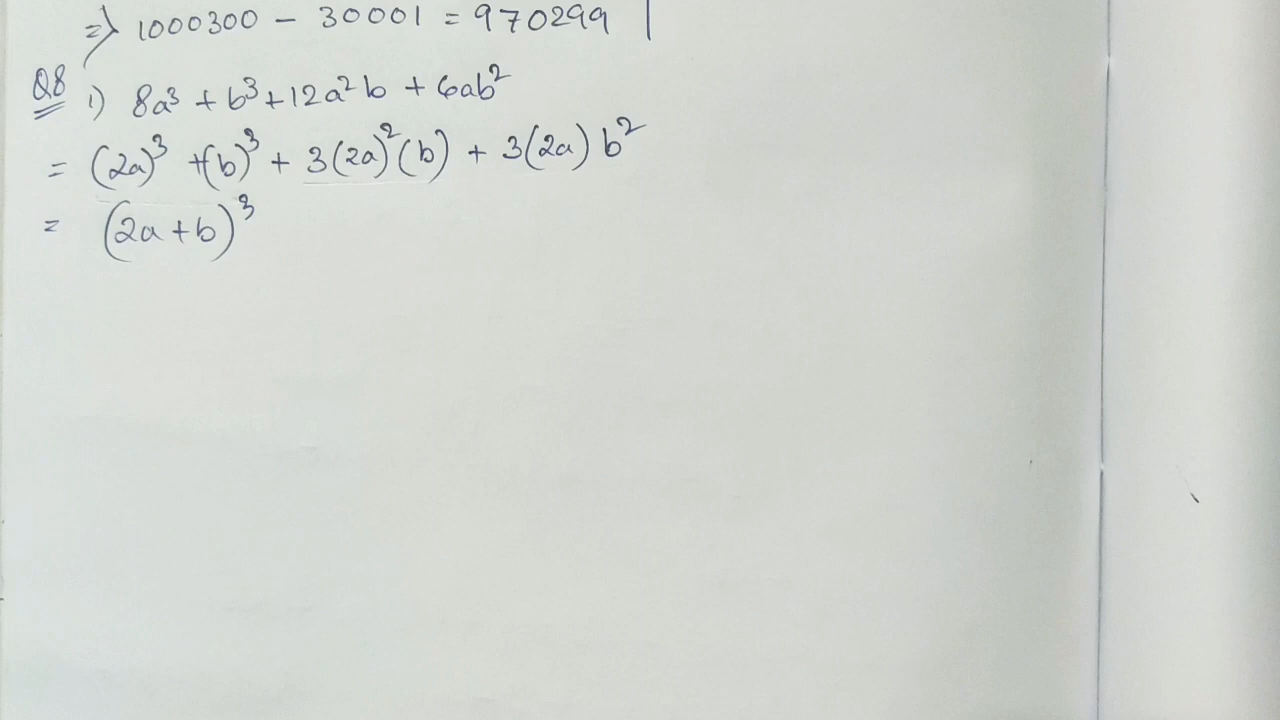 => 1000300 - 30001 = 970299
Q8 i) 8a³ + b³ + 12a²b + 6ab²
= (2a)³ + (b)³ + 3(2a)²(b) + 3(2a) b²
= (2a + b)³